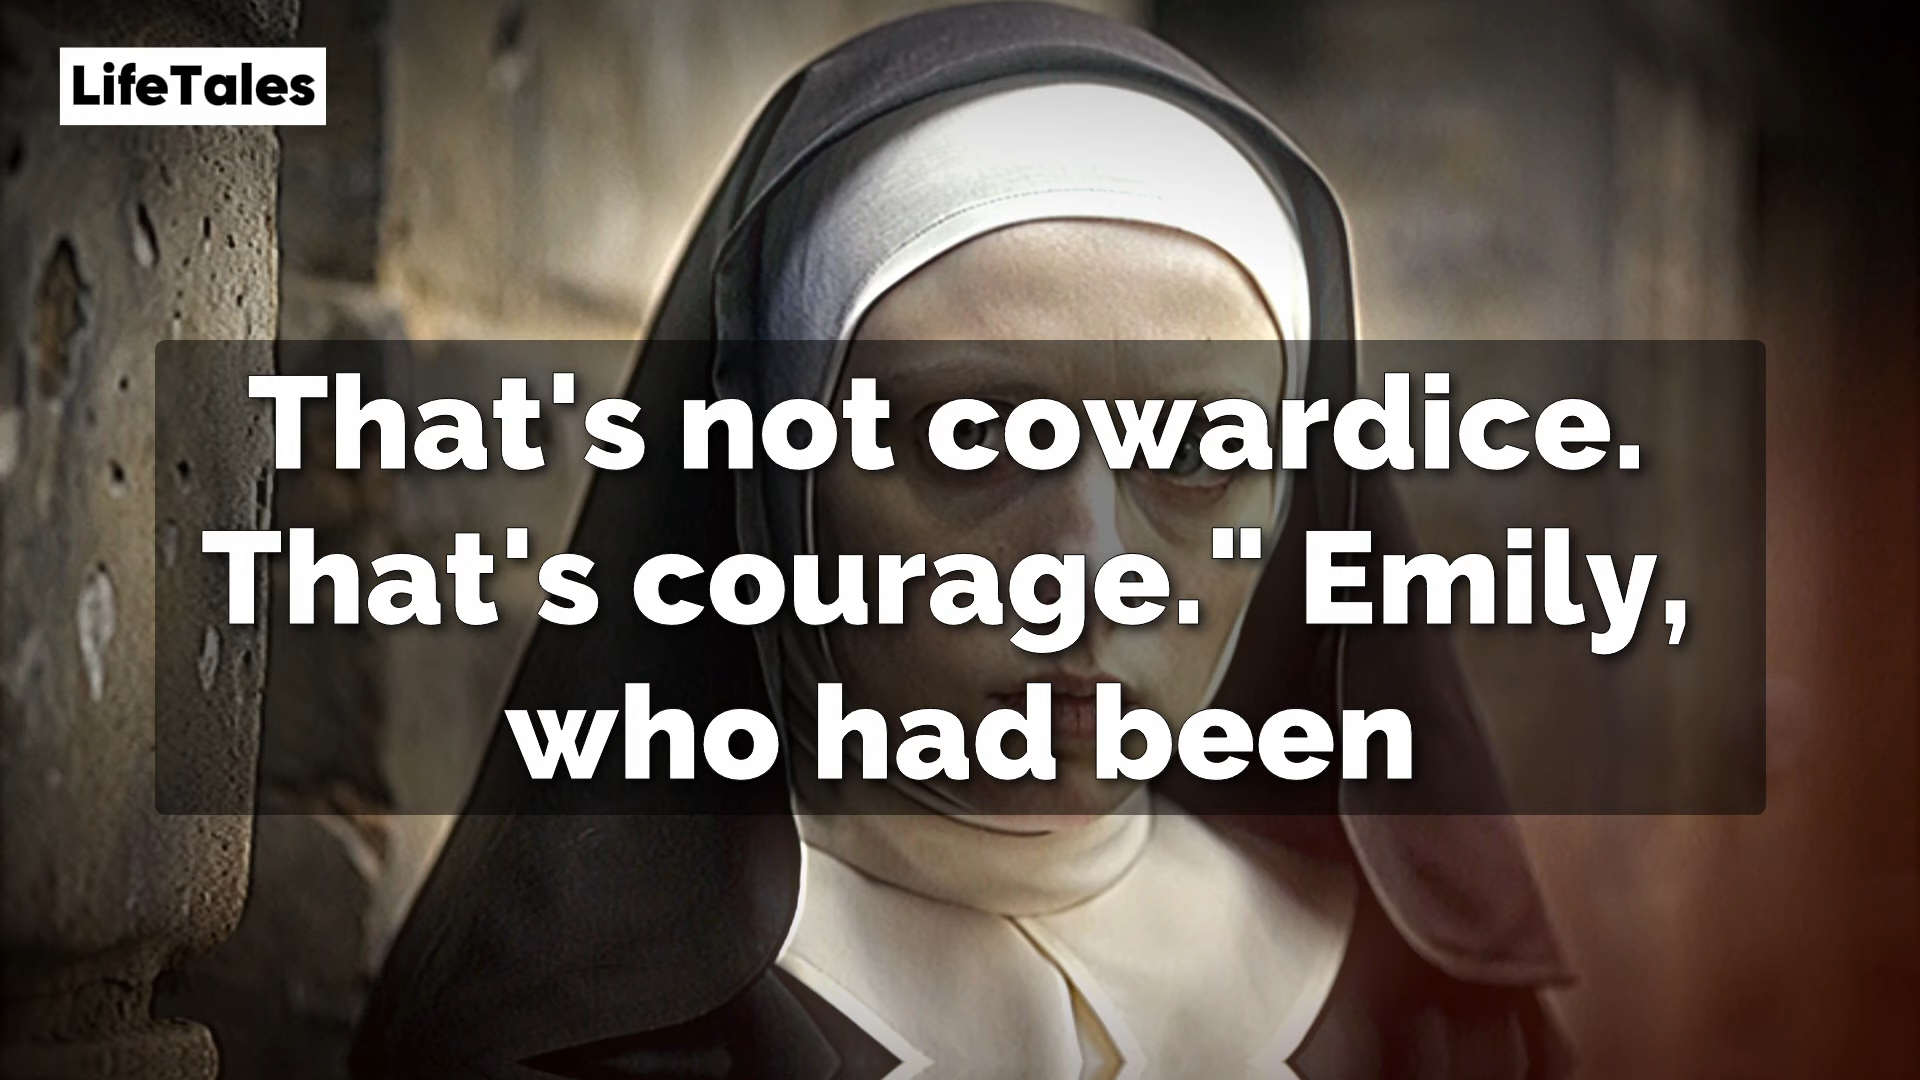 LifeTales
That's not cowardice.
That's courage." Emily,
who had been